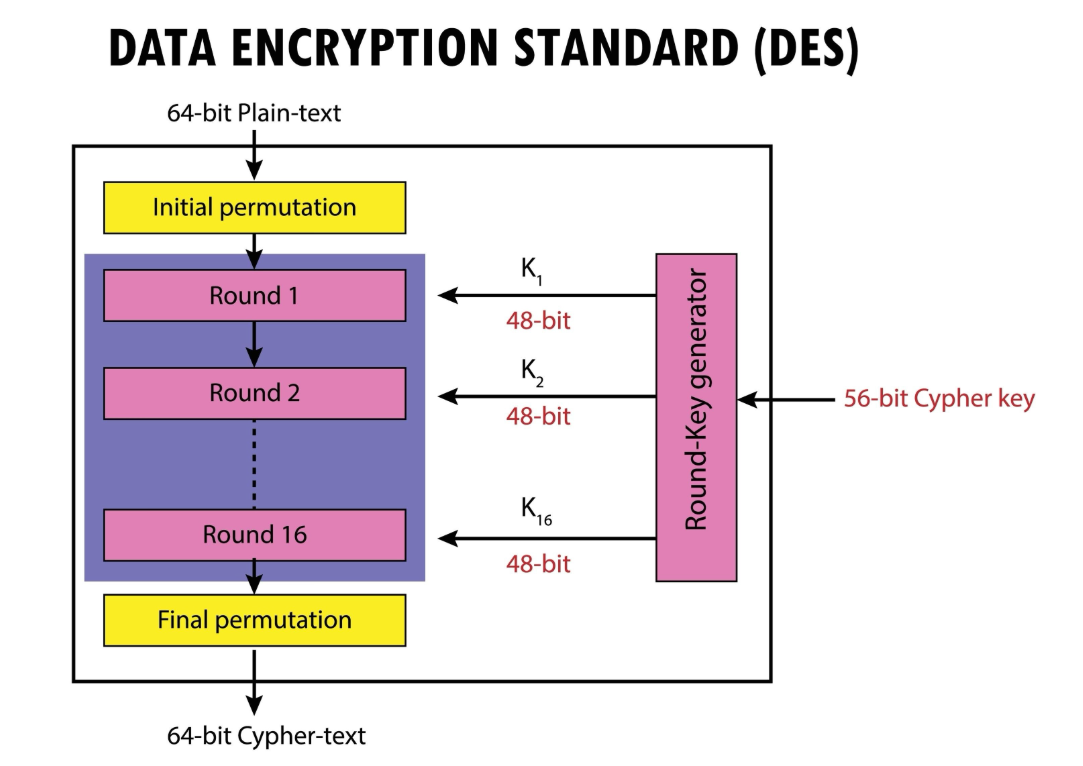 DATA ENCRYPTION STANDARD (DES)
64-bit Plain-text
Initial permutation
Round 1
K1
48-bit
Round 2
K2
48-bit
Round-Key generator
56-bit Cypher key
Round 16
K16
48-bit
Final permutation
64-bit Cypher-text